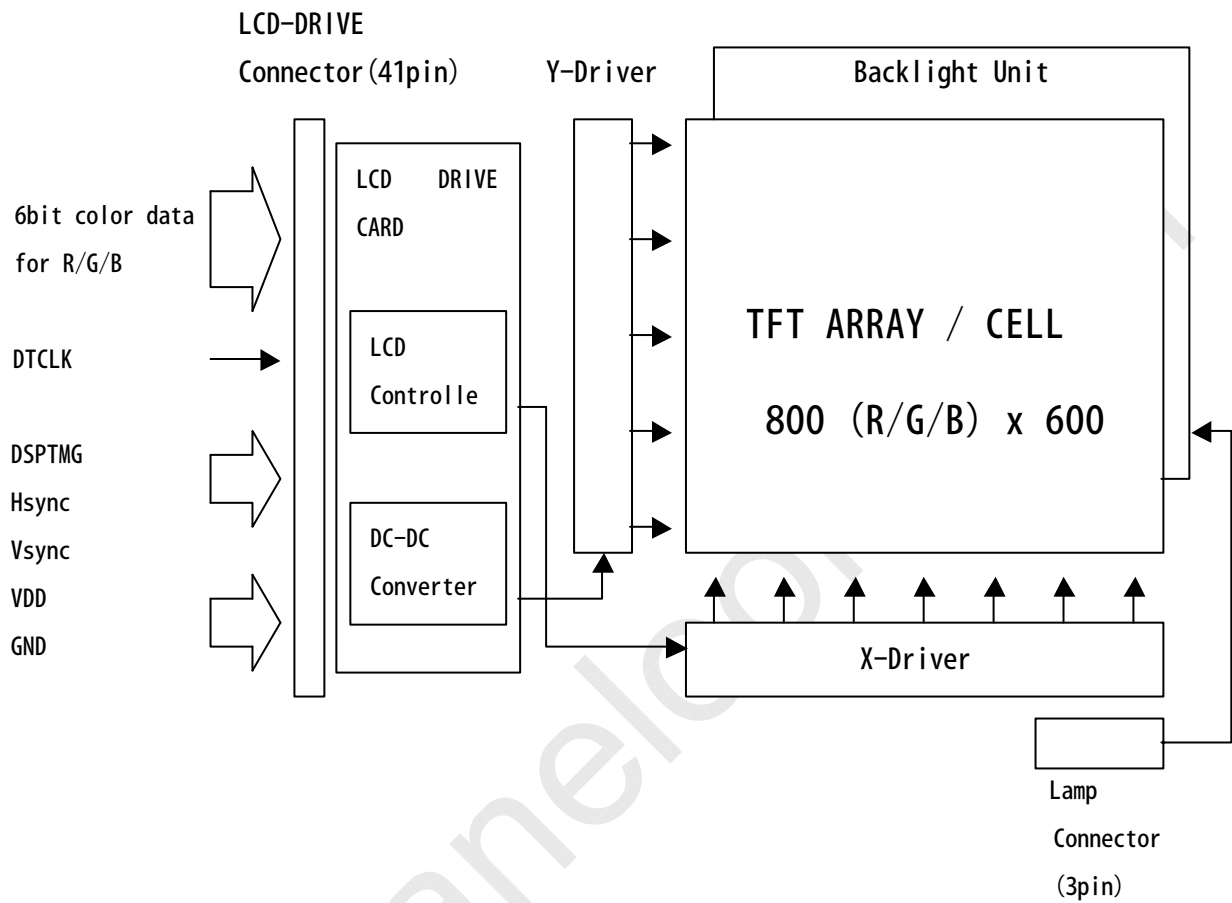 LCD-DRIVE
Connector(41pin)
Y-Driver
Backlight Unit
6bit color data
for R/G/B
DTCLK
DSPTMG
Hsync
Vsync
VDD
GND
LCD DRIVE
CARD
LCD
Controlle
DC-DC
Converter
TFT ARRAY / CELL
800 (R/G/B) x 600
X-Driver
Lamp
Connector
(3pin)